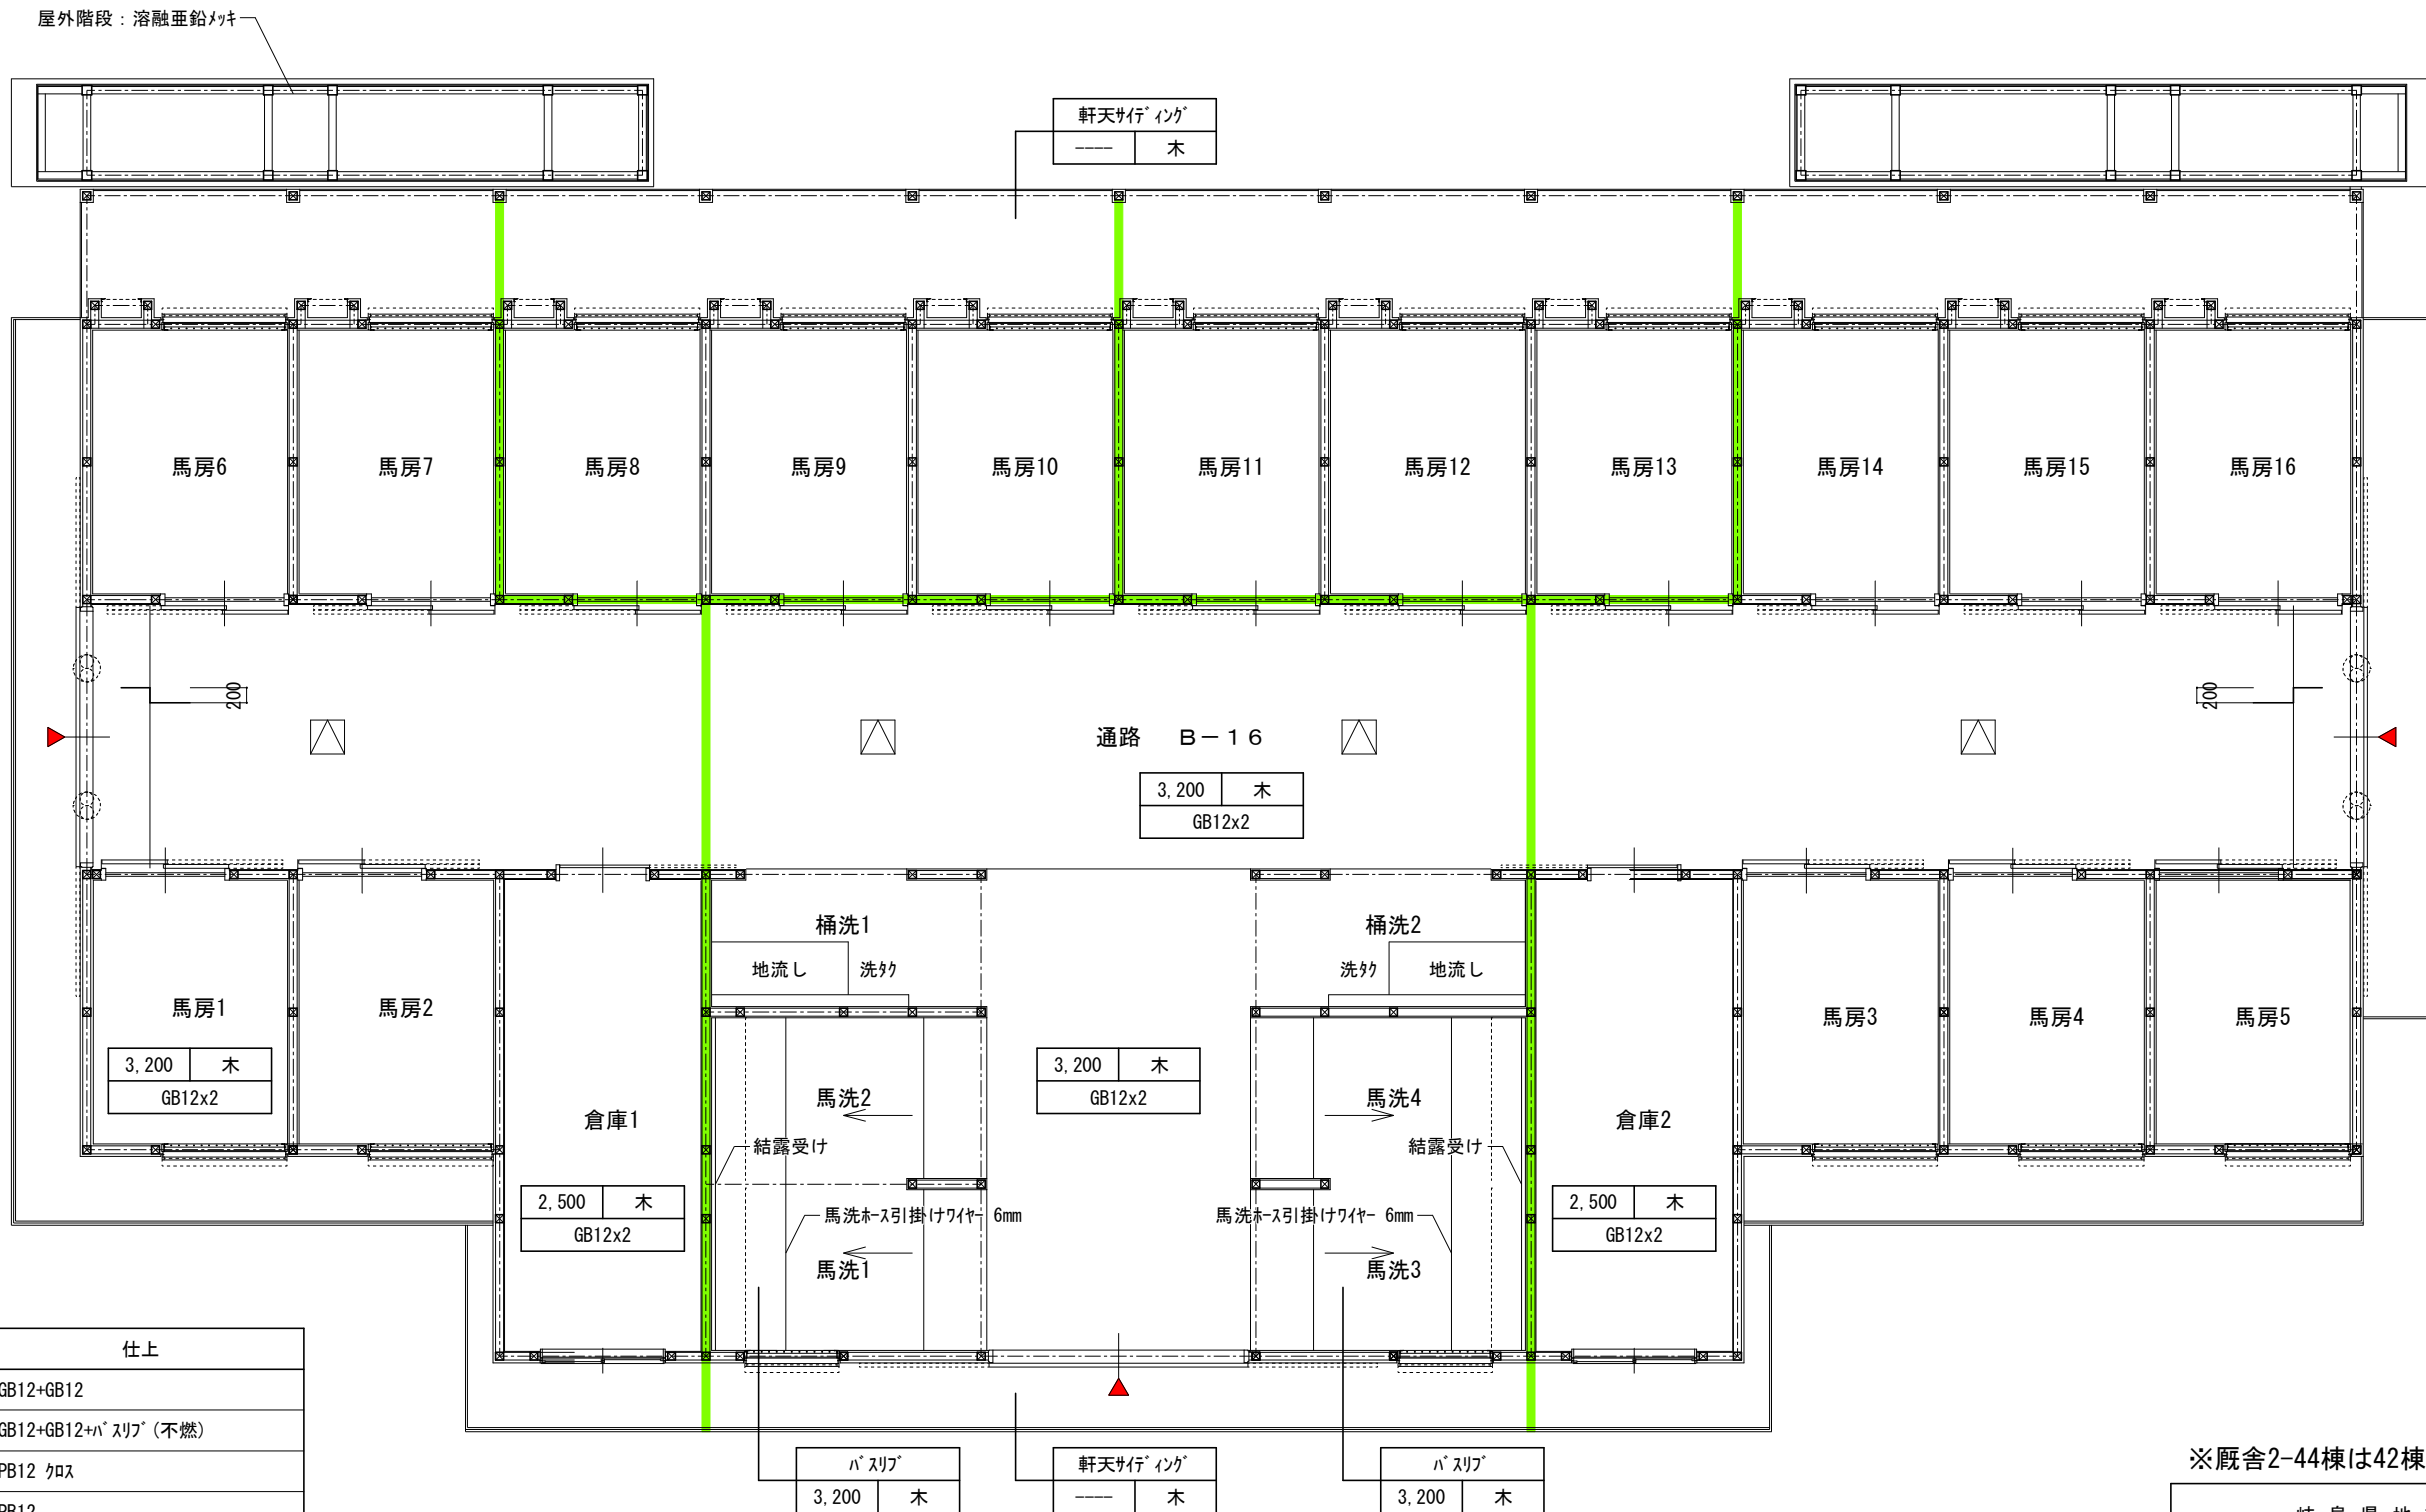 屋外階段：溶融亜鉛ﾒｯｷ
軒天ｻｲﾃﾞｨﾝｸﾞ
---- 木
馬房6 馬房7 馬房8 馬房9 馬房10 馬房11 馬房12 馬房13 馬房14 馬房15 馬房16
200
200
通路 Ｂ－１６
3,200 木
GB12x2
桶洗1
桶洗2
地流し 洗ﾀｸ
洗ﾀｸ 地流し
馬房1 馬房2
馬房3 馬房4 馬房5
3,200 木
GB12x2
3,200 木
GB12x2
馬洗2
馬洗4
倉庫1
倉庫2
結露受け
結露受け
2,500 木
GB12x2
2,500 木
GB12x2
馬洗ﾎｰｽ引掛けﾜｲﾔｰ 6mm
馬洗ﾎｰｽ引掛けﾜｲﾔｰ 6mm
馬洗1
馬洗3
仕上
GB12+GB12
GB12+GB12+ﾊﾞｽﾘﾌﾞ(不燃)
PB12 ｸﾛｽ
PB12
ﾊﾞｽﾘﾌﾞ
3,200 木
軒天ｻｲﾃﾞｨﾝｸﾞ
---- 木
ﾊﾞｽﾘﾌﾞ
3,200 木
※厩舎2-44棟は42棟
岐 阜 県 地